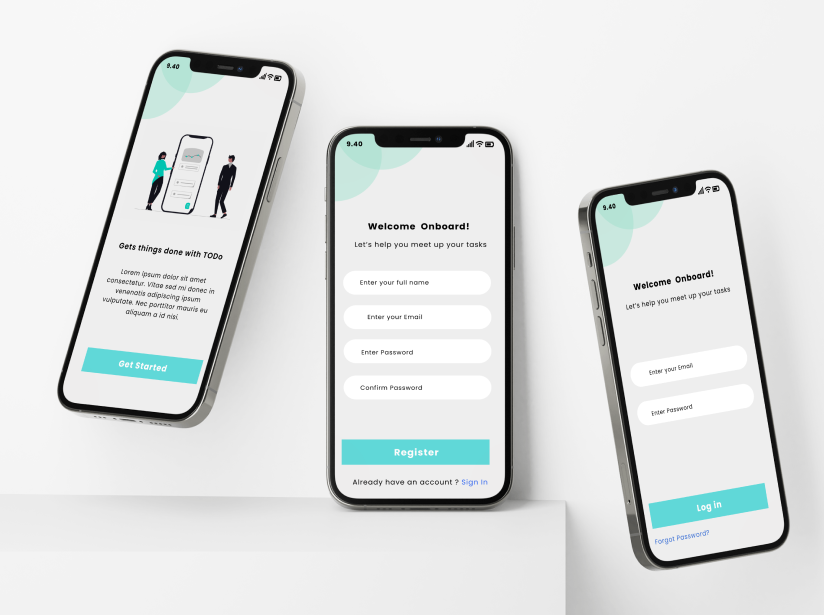 9.40
Gets things done with TODo
Lorem ipsum dolor sit amet
consectetur. Vitae sed mi donec in
venenatis adipiscing ipsum
vulputate. Nec porttitor mauris eu
aliquam a id nisi.
Get Started
9.40
Welcome Onboard!
Let's help you meet up your tasks
Enter your full name
Enter your Email
Enter Password
Confirm Password
Register
Already have an account ? Sign In
9.40
Welcome Onboard!
Let's help you meet up your tasks
Enter your Email
Enter Password
Log in
Forgot Password?